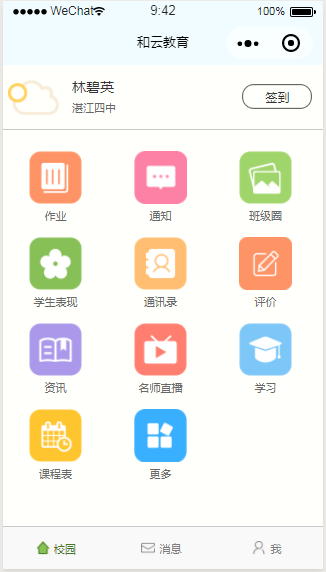 WeChat 9:42 100%
和云教育
林碧英
湛江四中
签到
作业 通知 班级圈
学生表现 通讯录 评价
资讯 名师直播 学习
课程表 更多
校园 消息 我